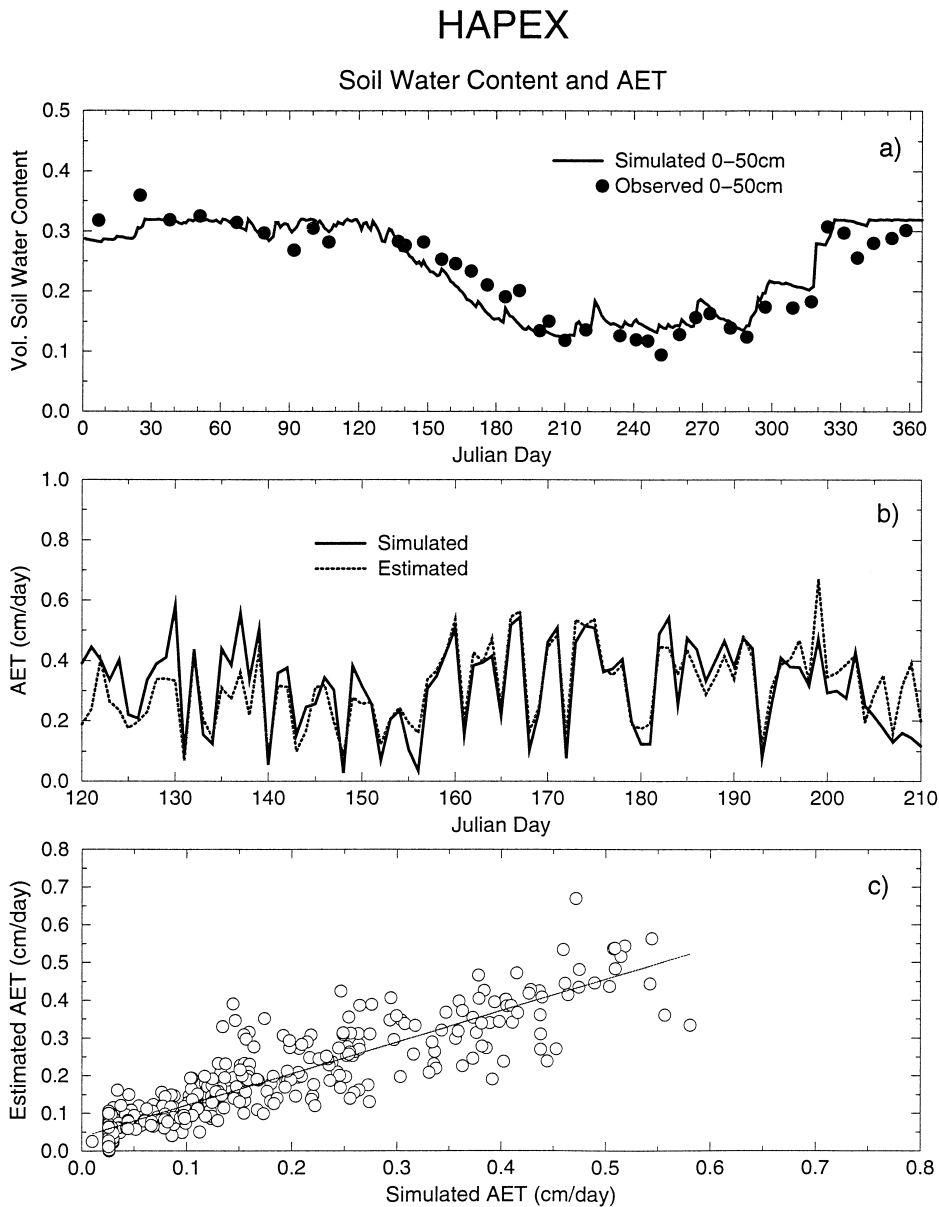 HAPEX
Soil Water Content and AET
a)
Simulated 0–50cm
Observed 0–50cm
Vol. Soil Water Content
0.5
0.4
0.3
0.2
0.1
0.0
0 30 60 90 120 150 180 210 240 270 300 330 360
Julian Day
b)
Simulated
Estimated
AET (cm/day)
1.0
0.8
0.6
0.4
0.2
0.0
120 130 140 150 160 170 180 190 200 210
Julian Day
c)
Estimated AET (cm/day)
0.8
0.7
0.6
0.5
0.4
0.3
0.2
0.1
0.0
0.0 0.1 0.2 0.3 0.4 0.5 0.6 0.7 0.8
Simulated AET (cm/day)